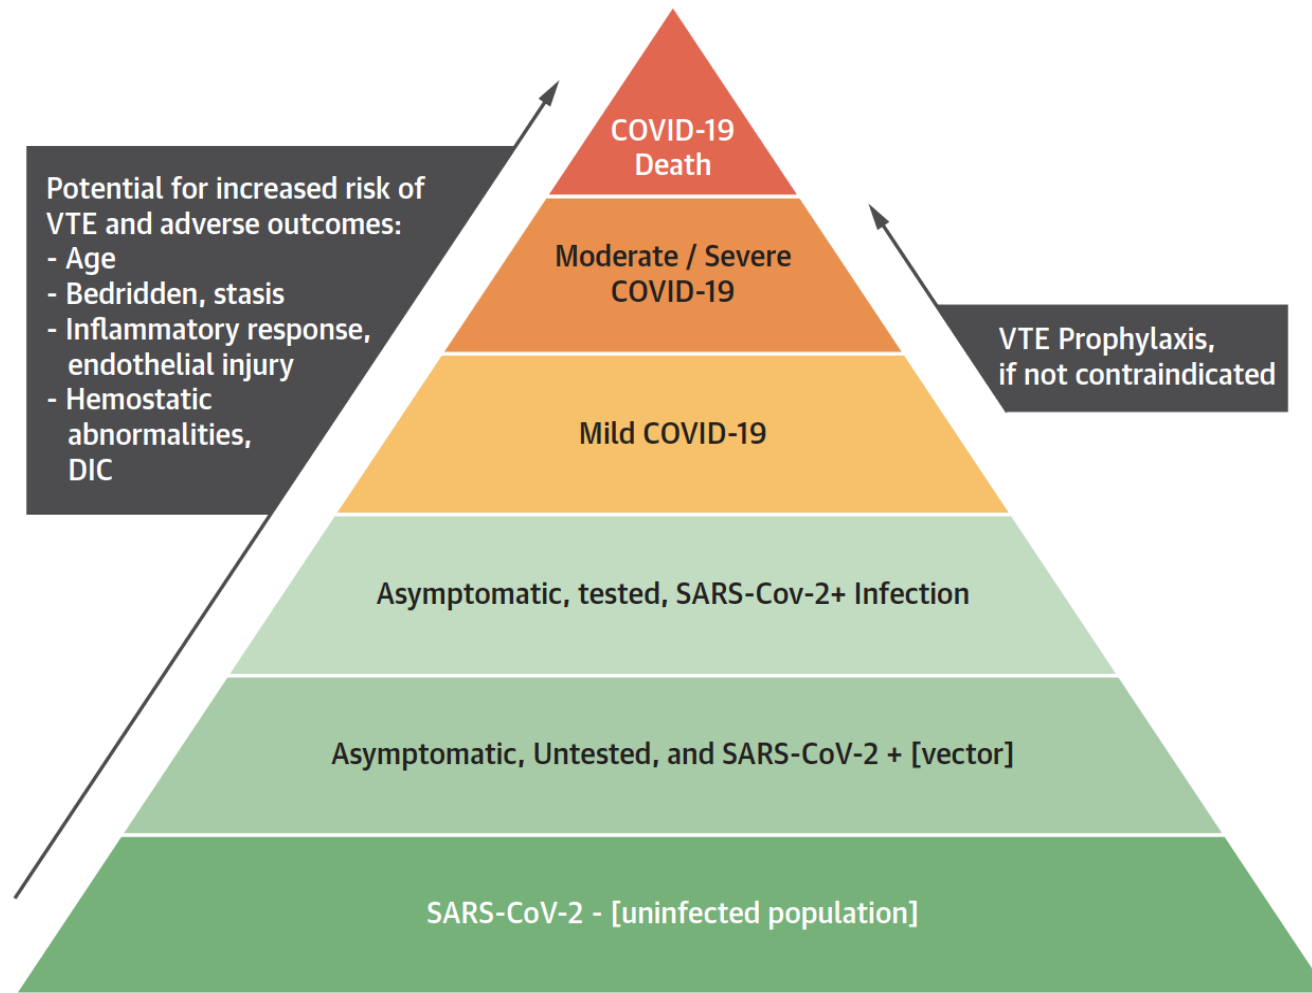 COVID-19
Death
Potential for increased risk of
VTE and adverse outcomes:
- Age
- Bedridden, stasis
- Inflammatory response,
endothelial injury
- Hemostatic
abnormalities,
DIC
Moderate / Severe
COVID-19
VTE Prophylaxis,
if not contraindicated
Mild COVID-19
Asymptomatic, tested, SARS-Cov-2+ Infection
Asymptomatic, Untested, and SARS-CoV-2 + [vector]
SARS-CoV-2 - [uninfected population]